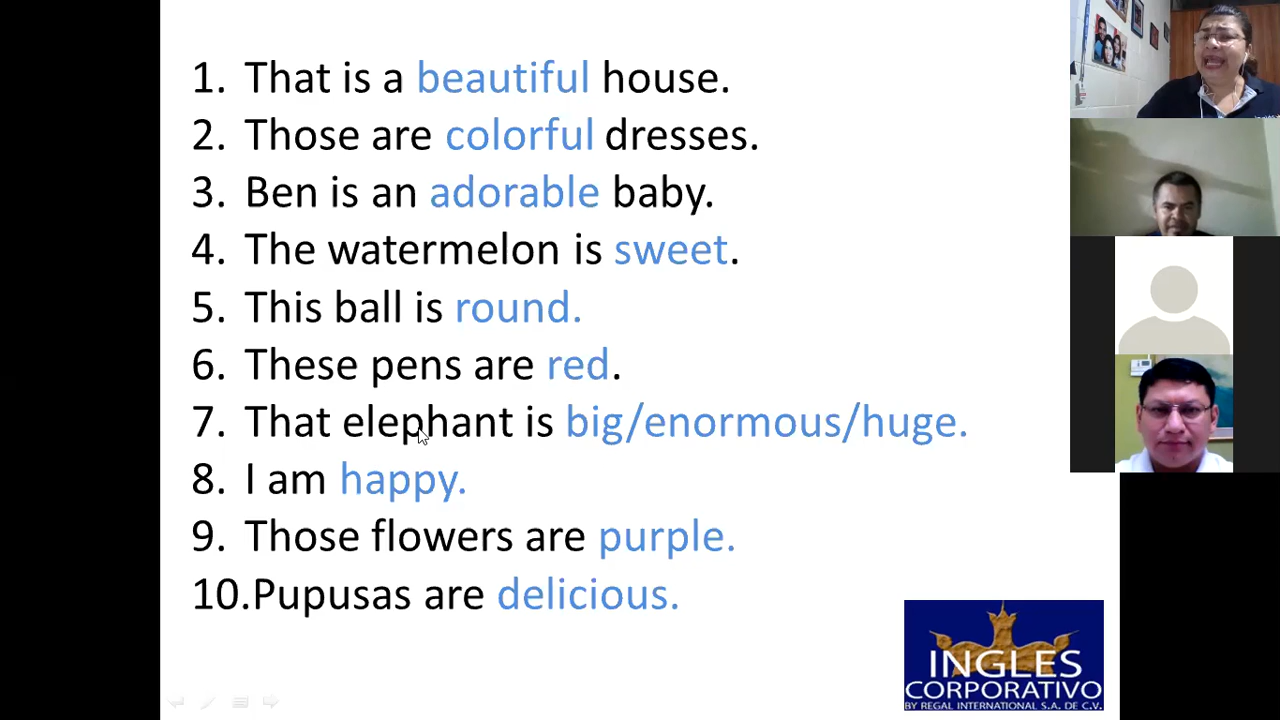 1. That is a beautiful house.
2. Those are colorful dresses.
3. Ben is an adorable baby.
4. The watermelon is sweet.
5. This ball is round.
6. These pens are red.
7. That elephant is big/enormous/huge.
8. I am happy.
9. Those flowers are purple.
10.Pupusas are delicious.
INGLES
CORPORATIVO
BY REGAL INTERNATIONAL S.A. DE C.V.